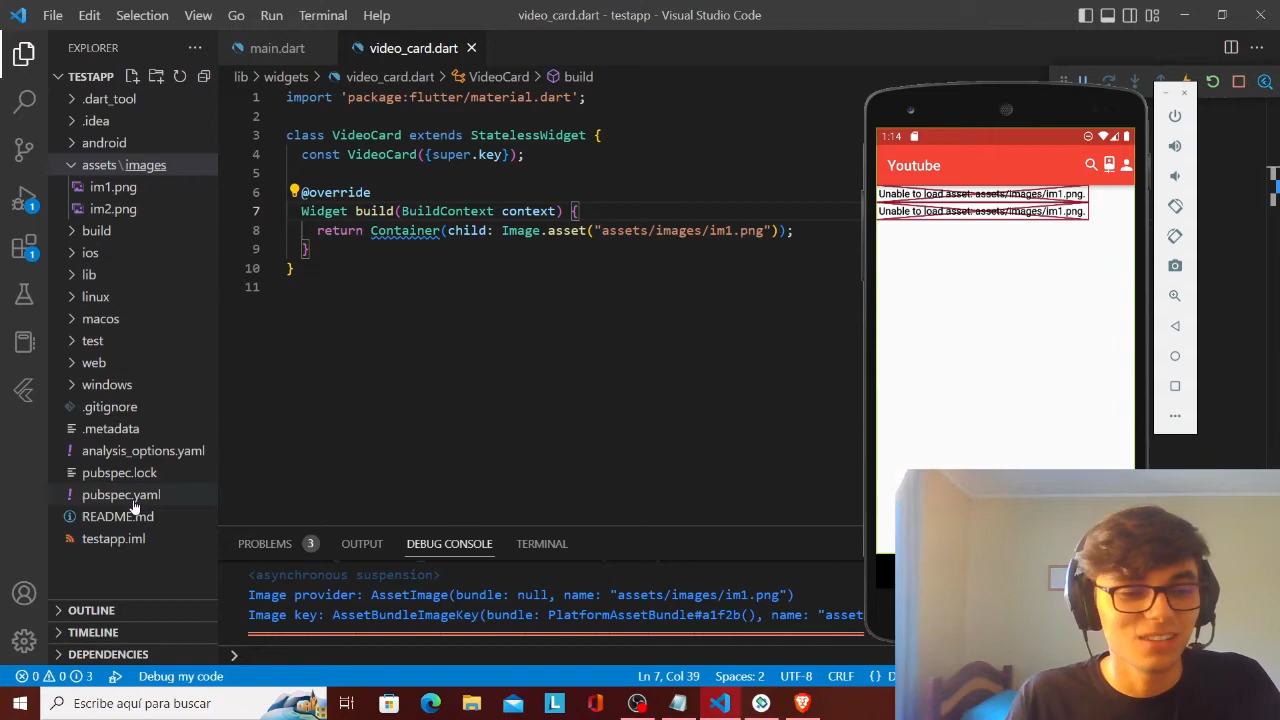 File Edit Selection View Go Run Terminal Help
video_card.dart - testapp - Visual Studio Code
EXPLORER
TESTAPP
.dart_tool
.idea
android
assets\images
im1.png
im2.png
build
ios
lib
linux
macos
test
web
windows
.gitignore
.metadata
analysis_options.yaml
pubspec.lock
pubspec.yaml
README.md
testapp.iml
OUTLINE
TIMELINE
DEPENDENCIES
1
1
main.dart
video_card.dart
lib > widgets > video_card.dart > VideoCard > build
1 import 'package:flutter/material.dart';
2
3 class VideoCard extends StatelessWidget {
4 const VideoCard({super.key});
5
6 @override
7 Widget build(BuildContext context) {
8 return Container(child: Image.asset("assets/images/im1.png"));
9 }
10 }
11
PROBLEMS 3 OUTPUT DEBUG CONSOLE TERMINAL
<asynchronous suspension>
Image provider: AssetImage(bundle: null, name: "assets/images/im1.png")
Image key: AssetBundleImageKey(bundle: PlatformAssetBundle#a1f2b(), name: "asset
1:14
Youtube
Unable to load asset: assets/images/im1.png.
Unable to load asset: assets/images/im1.png.
0 0 3 Debug my code
Ln 7, Col 39 Spaces: 2 UTF-8 CRLF {} D
Escribe aquí para buscar